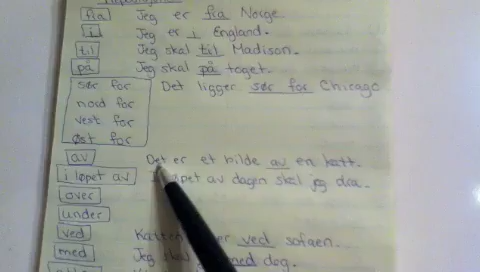 fra Jeg er fra Norge.
i Jeg er i England.
til Jeg skal til Madison.
på Jeg skal på toget.
sør for Det ligger sør for Chicago
nord for
vest for
øst for
av Det er et bilde av en katt.
i løpet av løpet av dagen skal jeg dra.
over
under
ved Katten ved sofaen.
med Jeg skal med deg.